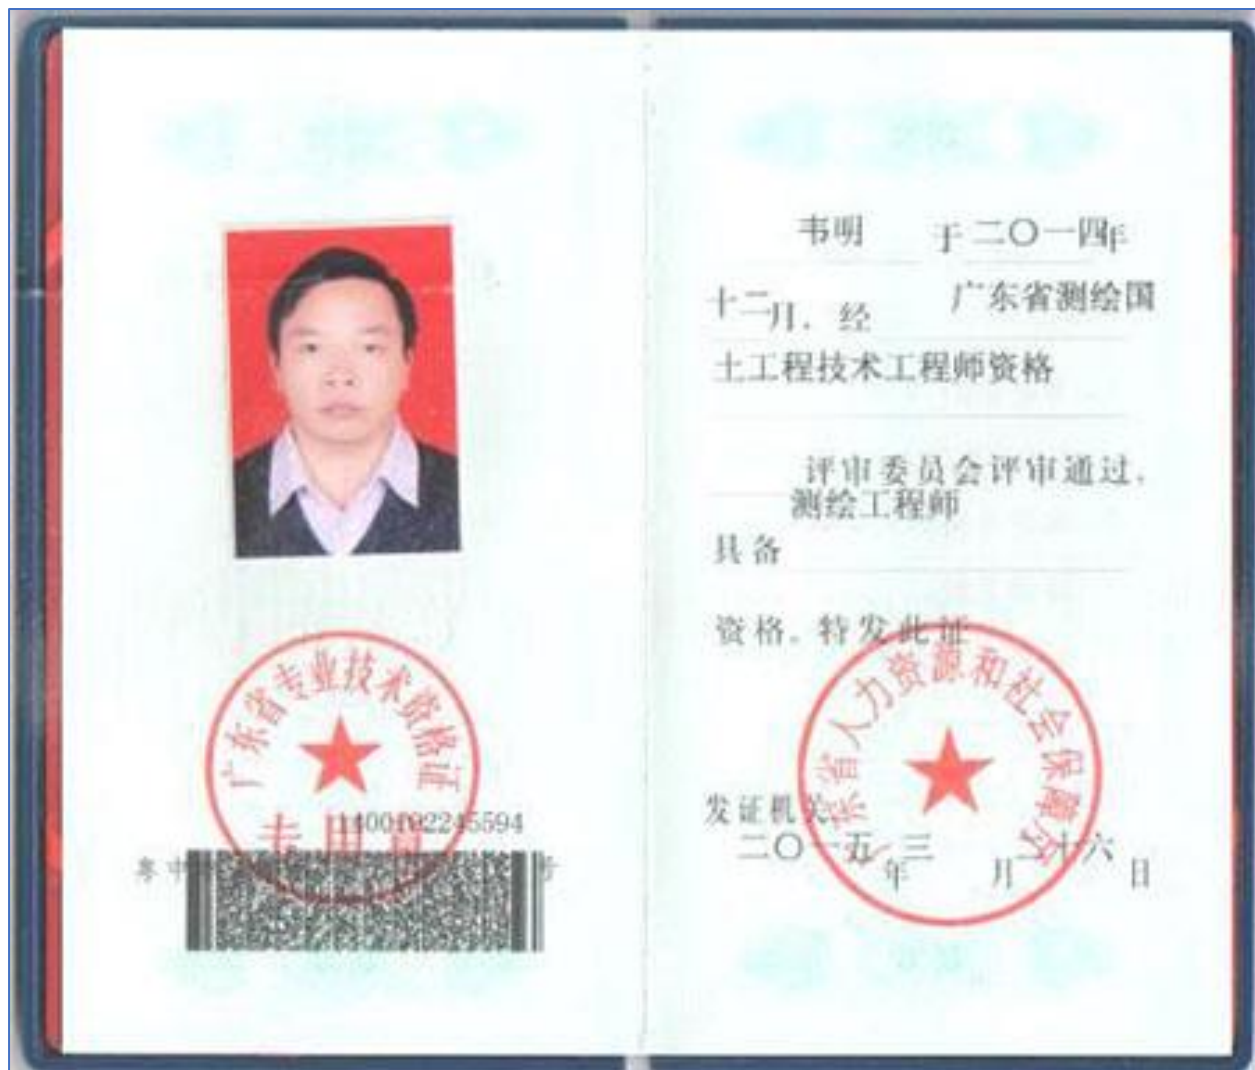 广东省专业技术资格证
专用章
1400102245594
粤中
号
韦明 于二〇一四年
十二月，经 广东省测绘国
土工程技术工程师资格
评审委员会评审通过，
测绘工程师
具备
资格。特发此证
广东省人力资源和社会保障厅
发证机关
二〇一五年三月二十六日